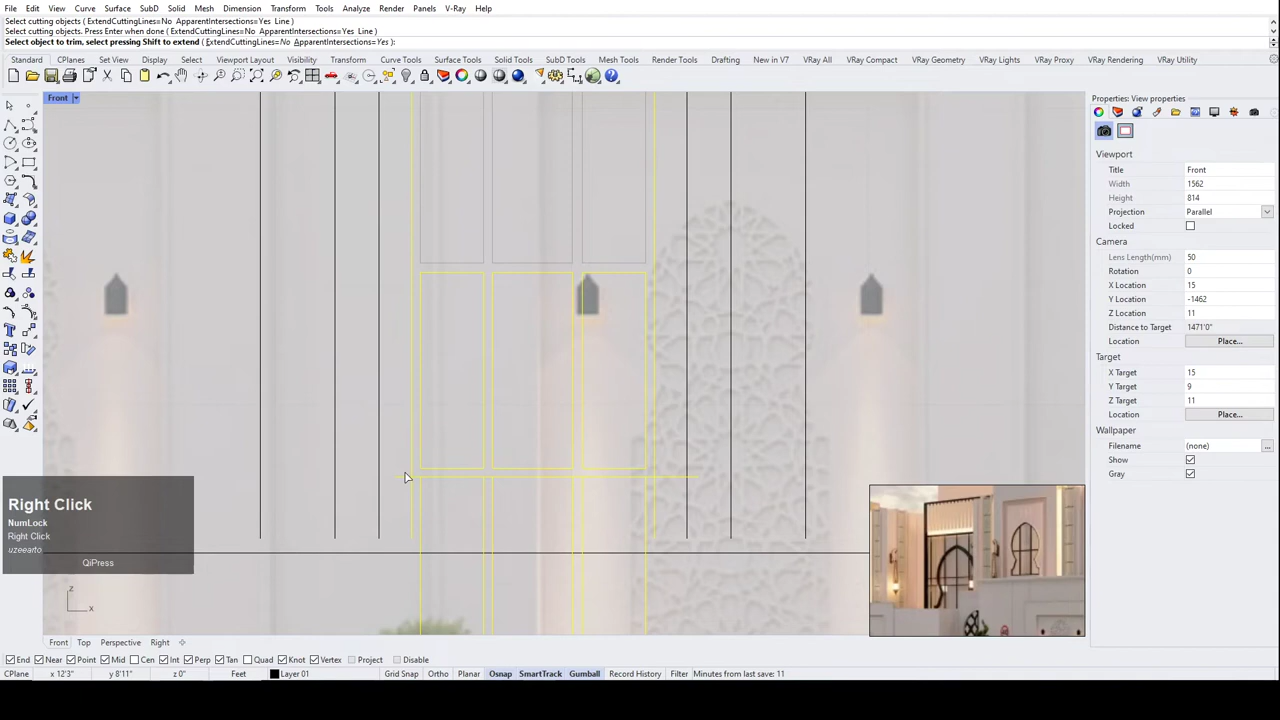 File Edit View Curve Surface SubD Solid Mesh Dimension Transform Tools Analyze Render Panels V-Ray Help
Select cutting objects ( ExtendCuttingLines=No ApparentIntersections=Yes Line )
Select cutting objects. Press Enter when done ( ExtendCuttingLines=No ApparentIntersections=Yes Line )
Select object to trim, select pressing Shift to extend ( ExtendCuttingLines=No ApparentIntersections=Yes ):
Standard CPlanes Set View Display Select Viewport Layout Visibility Transform Curve Tools Surface Tools Solid Tools SubD Tools Mesh Tools Render Tools Drafting New in V7 VRay All VRay Compact VRay Geometry VRay Lights VRay Proxy VRay Rendering VRay Utility
Front
Properties: View properties
Viewport
Title Front
Width 1562
Height 814
Projection Parallel
Locked
Camera
Lens Length(mm) 50
Rotation 0
X Location 15
Y Location -1462
Z Location 11
Distance to Target 1471'0"
Location Place...
Target
X Target 15
Y Target 9
Z Target 11
Location Place...
Wallpaper
Filename (none) ...
Show
Gray
Right Click
NumLock
Right Click
uzeearto
QiPress
z
x
Front Top Perspective Right
End Near Point Mid Cen Int Perp Tan Quad Knot Vertex Project Disable
CPlane x 12'3" y 8'11" z 0" Feet Layer 01 Grid Snap Ortho Planar Osnap SmartTrack Gumball Record History Filter Minutes from last save: 11